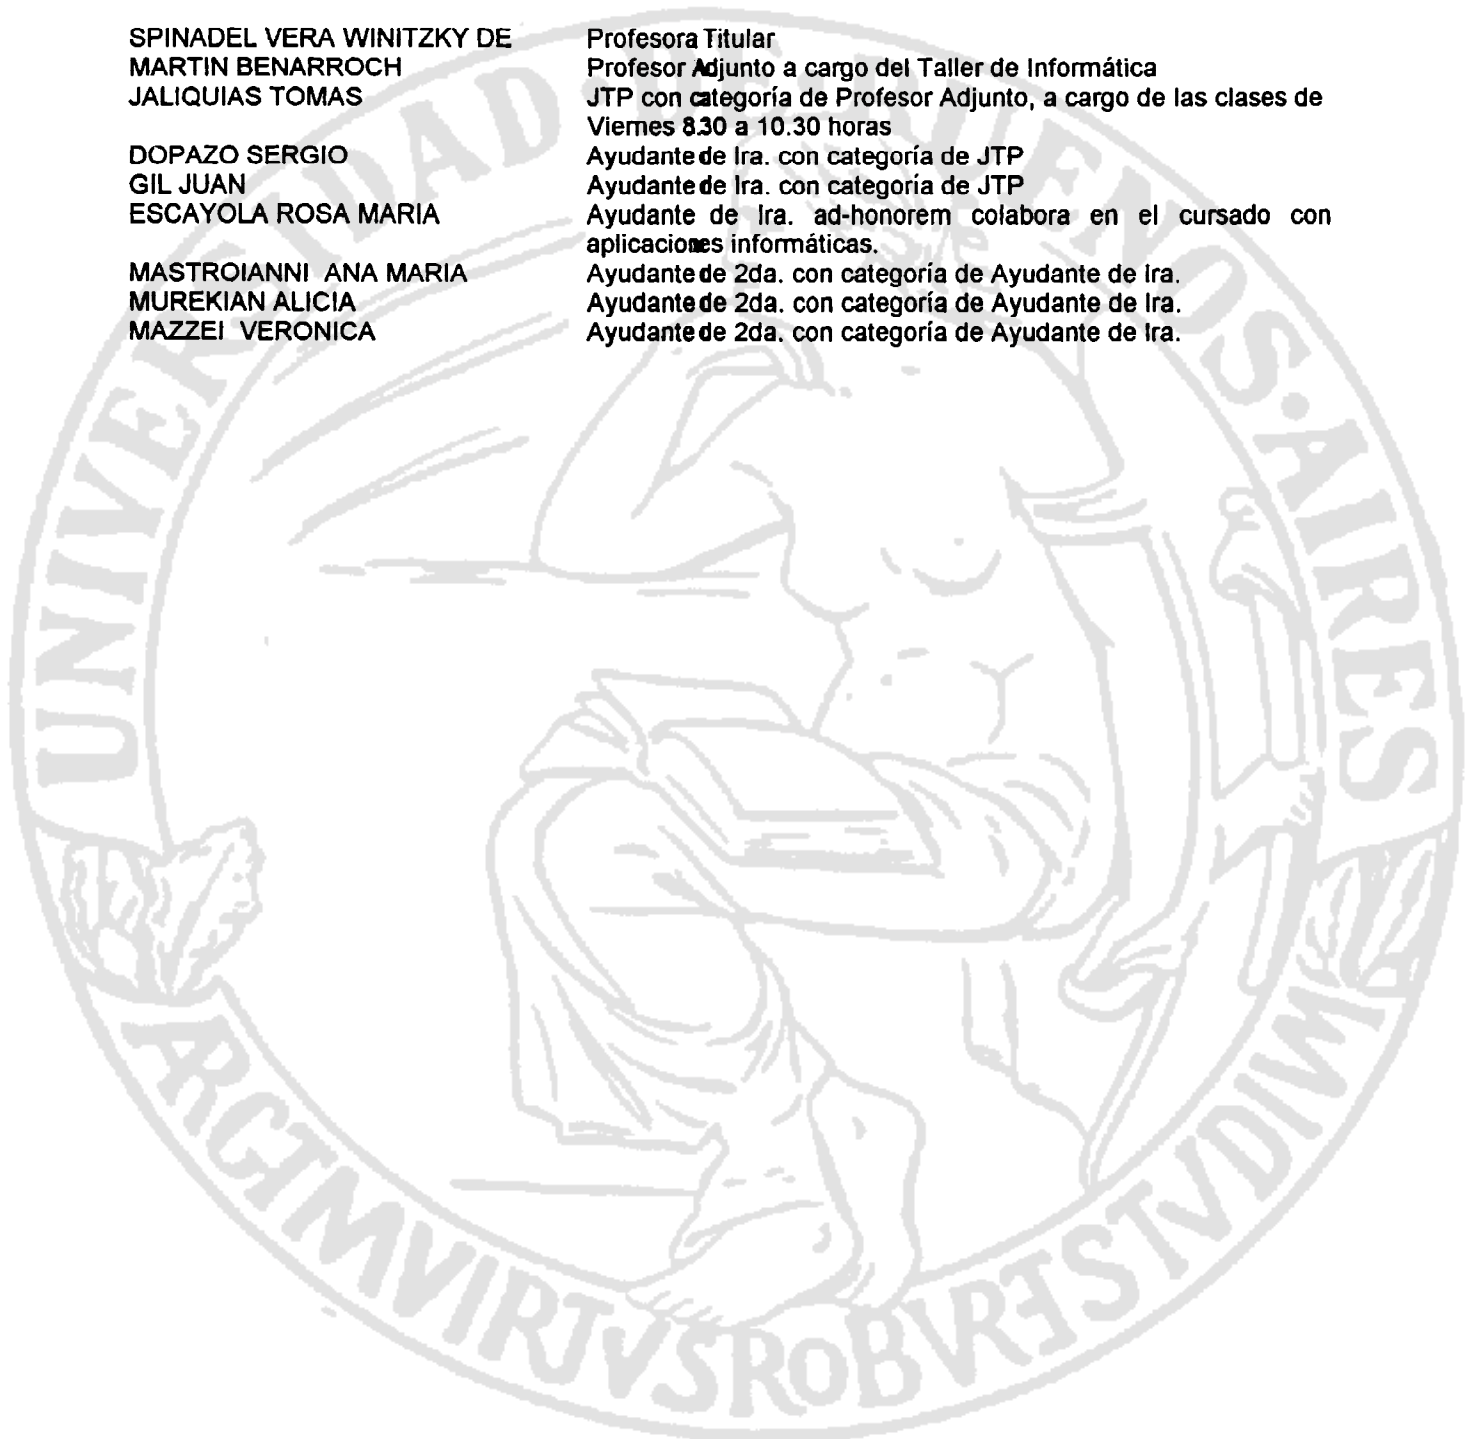 SPINADEL VERA WINITZKY DE Profesora Titular
MARTIN BENARROCH Profesor Adjunto a cargo del Taller de Informática
JALIQUIAS TOMAS JTP con categoría de Profesor Adjunto, a cargo de las clases de
Viernes 8.30 a 10.30 horas
DOPAZO SERGIO Ayudante de Ira. con categoría de JTP
GIL JUAN Ayudante de Ira. con categoría de JTP
ESCAYOLA ROSA MARIA Ayudante de Ira. ad-honorem colabora en el cursado con
aplicaciones informáticas.
MASTROIANNI ANA MARIA Ayudante de 2da. con categoría de Ayudante de Ira.
MUREKIAN ALICIA Ayudante de 2da. con categoría de Ayudante de Ira.
MAZZEI VERONICA Ayudante de 2da. con categoría de Ayudante de Ira.
UNIVERSIDAD·DE·BUENOS·AIRES
ARGTMVIRTVSROBVRETSTVDIVM